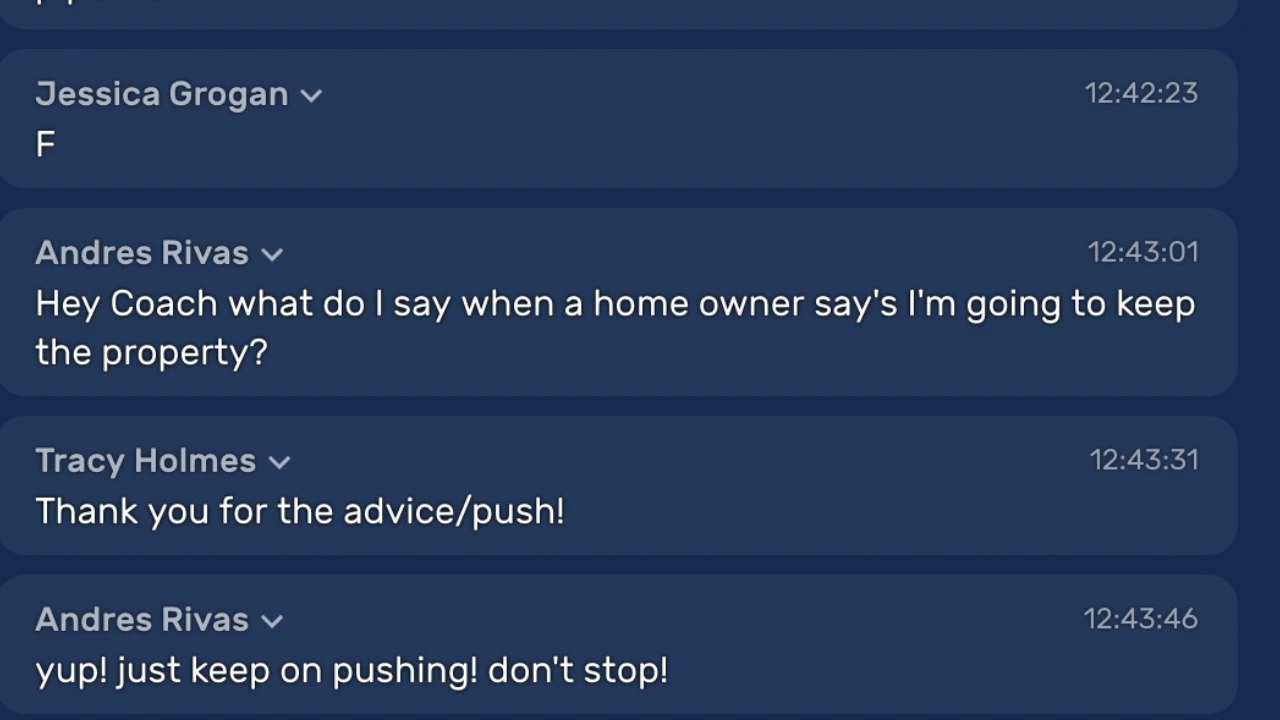 Jessica Grogan
12:42:23
F
Andres Rivas
12:43:01
Hey Coach what do I say when a home owner say's I'm going to keep
the property?
Tracy Holmes
12:43:31
Thank you for the advice/push!
Andres Rivas
12:43:46
yup! just keep on pushing! don't stop!